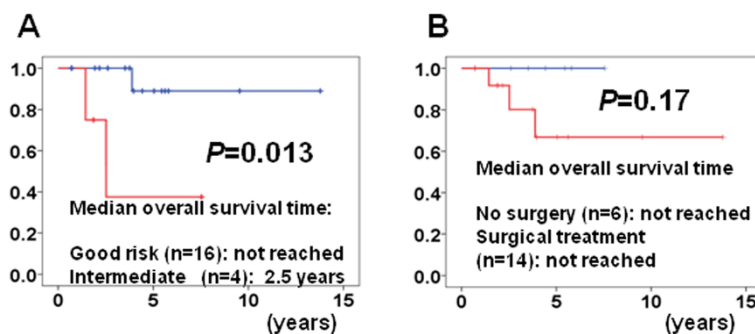 A
1.0
0.8
0.6
0.4
0.2
0.0
P=0.013
Median overall survival time:
Good risk (n=16): not reached
Intermediate (n=4): 2.5 years
0 5 10 15
(years)
B
1.0
0.8
0.6
0.4
0.2
0.0
P=0.17
Median overall survival time
No surgery (n=6): not reached
Surgical treatment
(n=14): not reached
0 5 10 15
(years)